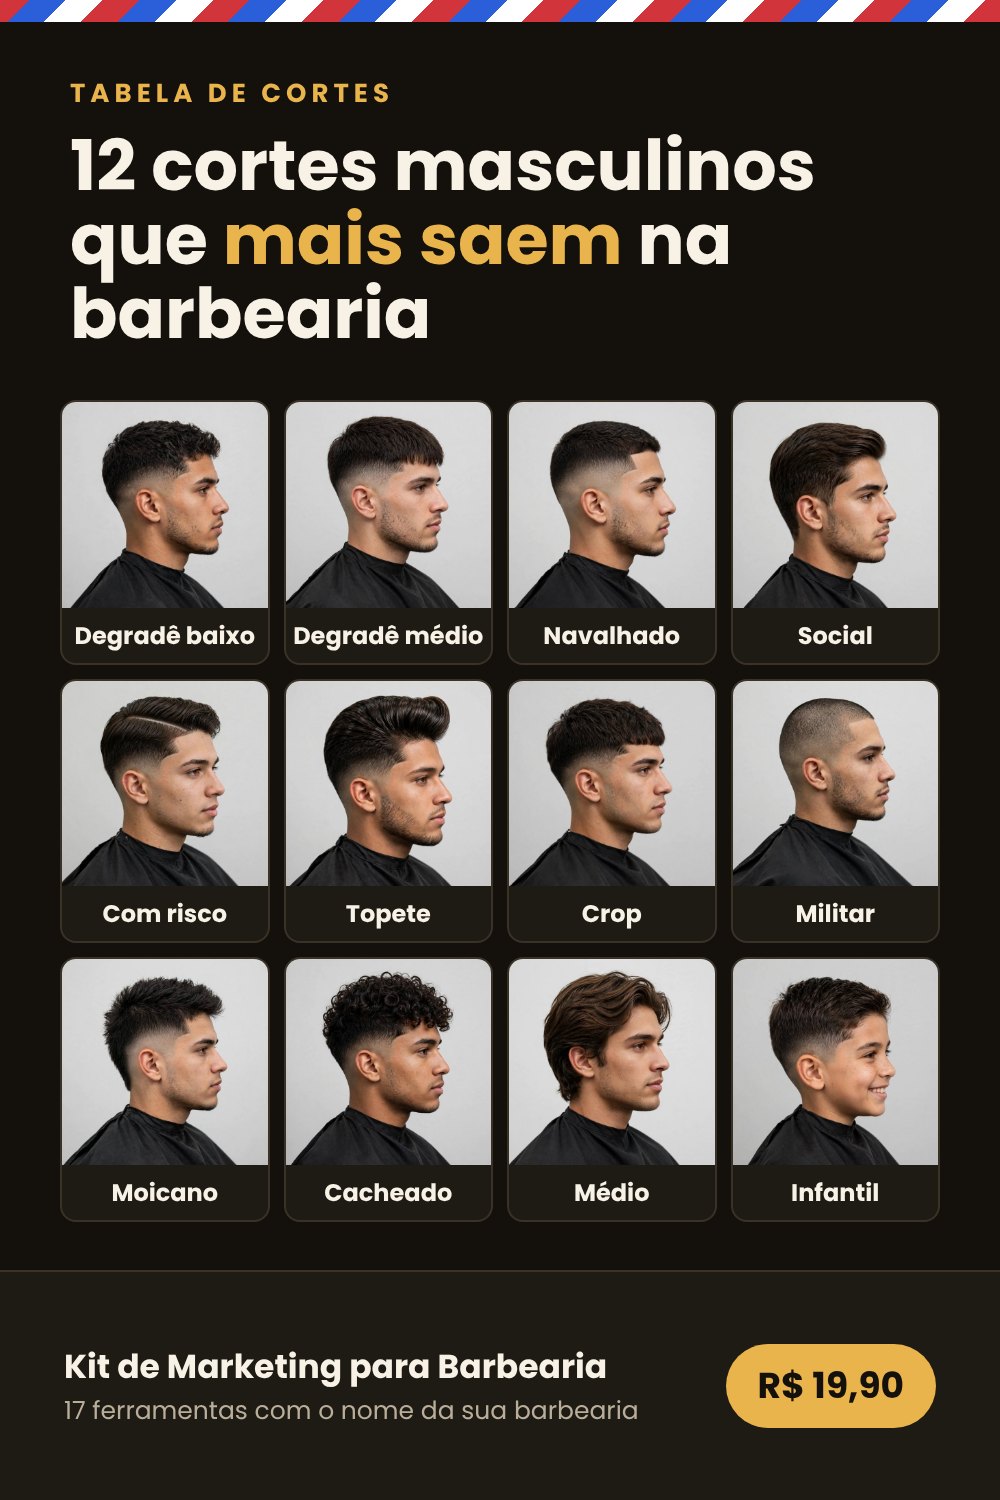 TABELA DE CORTES
12 cortes masculinos
que mais saem na
barbearia
Degradê baixo
Degradê médio
Navalhado
Social
Com risco
Topete
Crop
Militar
Moicano
Cacheado
Médio
Infantil
Kit de Marketing para Barbearia
17 ferramentas com o nome da sua barbearia
R$ 19,90